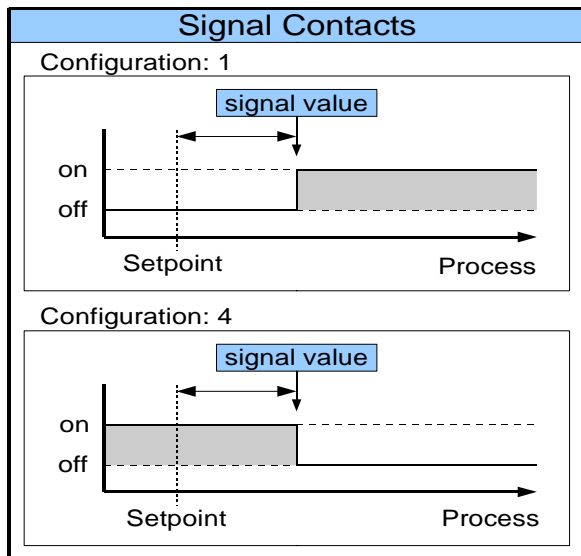 Signal Contacts
Configuration: 1
signal value
on
off
Setpoint Process
Configuration: 4
signal value
on
off
Setpoint Process